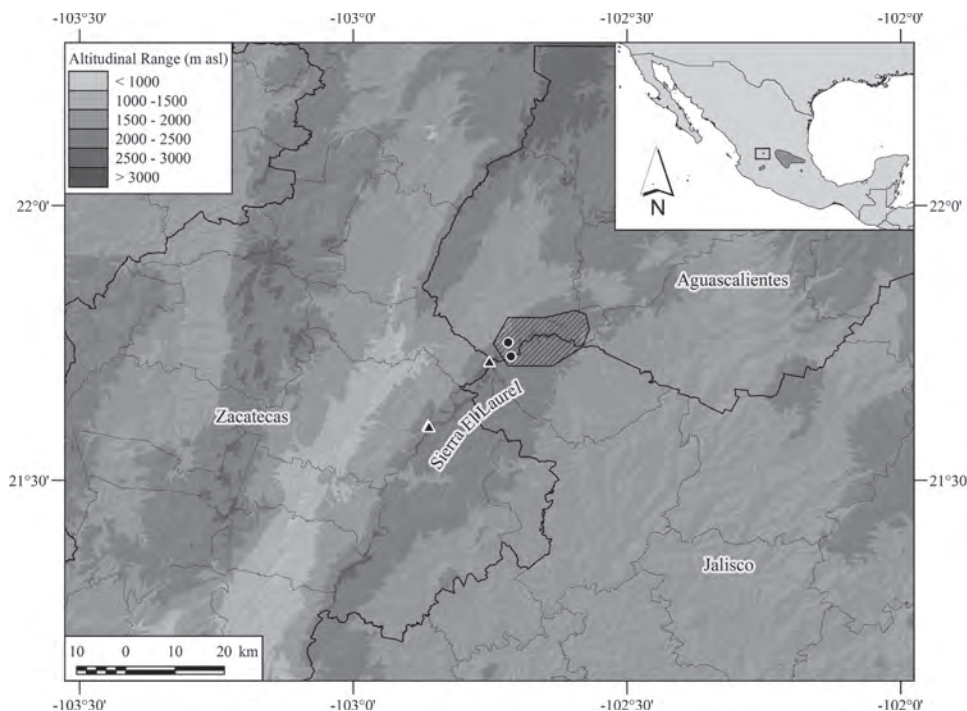 -103°30'
-103°0'
-102°30'
-102°0'
Altitudinal Range (m asl)
< 1000
1000 -1500
1500 - 2000
2000 - 2500
2500 - 3000
> 3000
N
22°0'
22°0'
Aguascalientes
Zacatecas
Sierra El Laurel
21°30'
21°30'
Jalisco
10 0 10 20 km
-103°30'
-103°0'
-102°30'
-102°0'